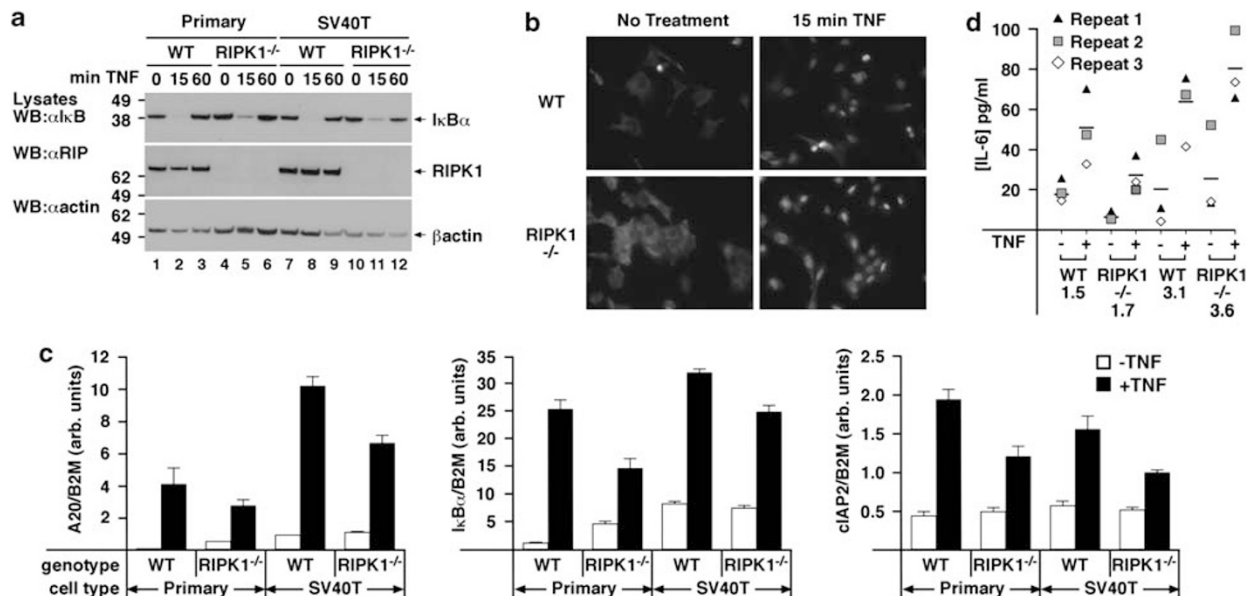 a
Primary
SV40T
WT RIPK1-/- WT RIPK1-/-
min TNF 0 15 60 0 15 60 0 15 60 0 15 60
Lysates
WB:αIκB
49
38
IκBα
WB:αRIP
62
49
RIPK1
WB:αactin
62
49
βactin
1 2 3 4 5 6 7 8 9 10 11 12
b
No Treatment
15 min TNF
WT
RIPK1
-/-
d
Repeat 1
Repeat 2
Repeat 3
[IL-6] pg/ml
100
80
60
40
20
TNF - + - + - + - +
WT
1.5
RIPK1
-/-
1.7
WT
3.1
RIPK1
-/-
3.6
c
A20/B2M (arb. units)
12
10
8
6
4
2
genotype WT RIPK1-/- WT RIPK1-/-
cell type Primary SV40T
IκBα/B2M (arb. units)
35
30
25
20
15
10
5
WT RIPK1-/- WT RIPK1-/-
Primary SV40T
cIAP2/B2M (arb. units)
2.5
2.0
1.5
1.0
0.5
-TNF
+TNF
WT RIPK1-/- WT RIPK1-/-
Primary SV40T